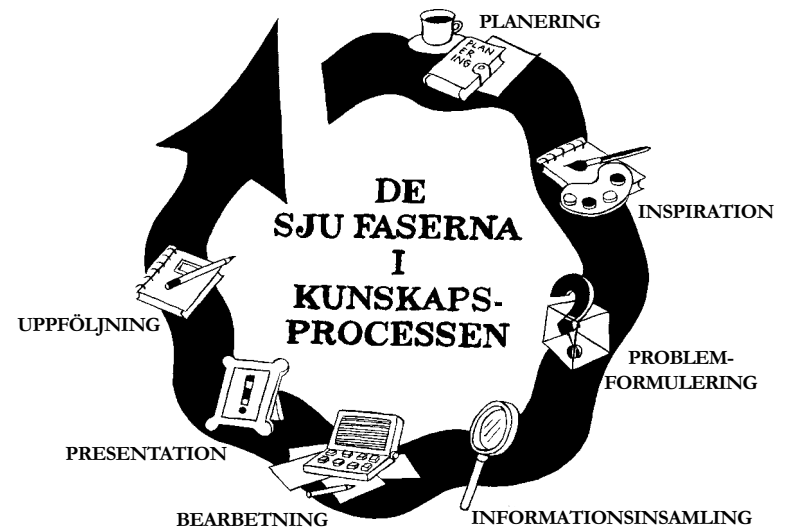 PLANERING
PLAN
ER
ING
INSPIRATION
DE
SJU FASERNA
I
KUNSKAPS-
PROCESSEN
PROBLEM-
FORMULERING
INFORMATIONSINSAMLING
BEARBETNING
PRESENTATION
UPPFÖLJNING